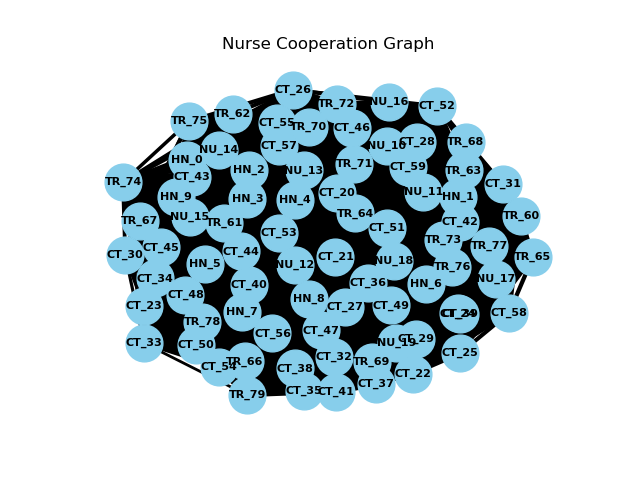 Nurse Cooperation Graph
CT_26
TR_72
NU_16
CT_52
TR_62
TR_75
CT_55
TR_70
CT_46
CT_57
NU_10
CT_28
TR_68
NU_14
HN_0
CT_43
HN_2
NU_13
TR_71
CT_59
TR_63
TR_74
CT_31
HN_9
HN_3
HN_4
CT_20
NU_11
HN_1
TR_67
NU_15
TR_61
TR_64
CT_42
TR_60
CT_53
CT_51
TR_73
TR_77
CT_30
CT_45
CT_44
HN_5
NU_12
CT_21
NU_18
TR_76
TR_65
CT_34
CT_40
CT_36
HN_6
NU_17
CT_23
CT_48
HN_7
HN_8
CT_27
CT_49
CT_58
TR_78
CT_56
CT_47
CT_33
CT_50
NU_19
CT_29
CT_25
CT_54
TR_66
CT_38
CT_32
TR_69
CT_22
TR_79
CT_35
CT_41
CT_37